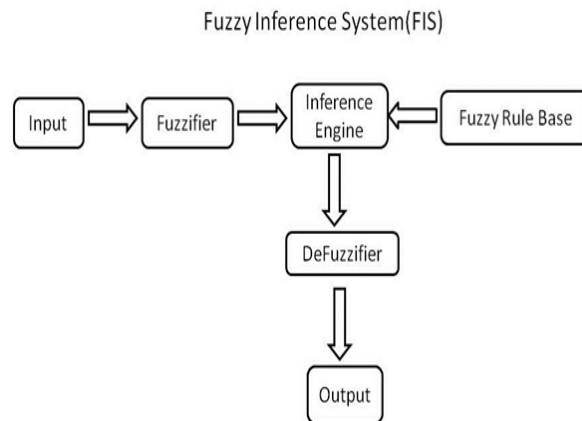 Fuzzy Inference System(FIS)
Input
Fuzzifier
Inference
Engine
Fuzzy Rule Base
DeFuzzifier
Output